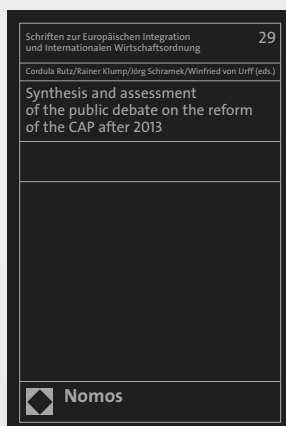 Schriften zur Europäischen Integration
und Internationalen Wirtschaftsordnung
29
Cordula Rutz/Rainer Klump/Jörg Schramek/Winfried von Urff (eds.)
Synthesis and assessment
of the public debate on the reform
of the CAP after 2013
Nomos